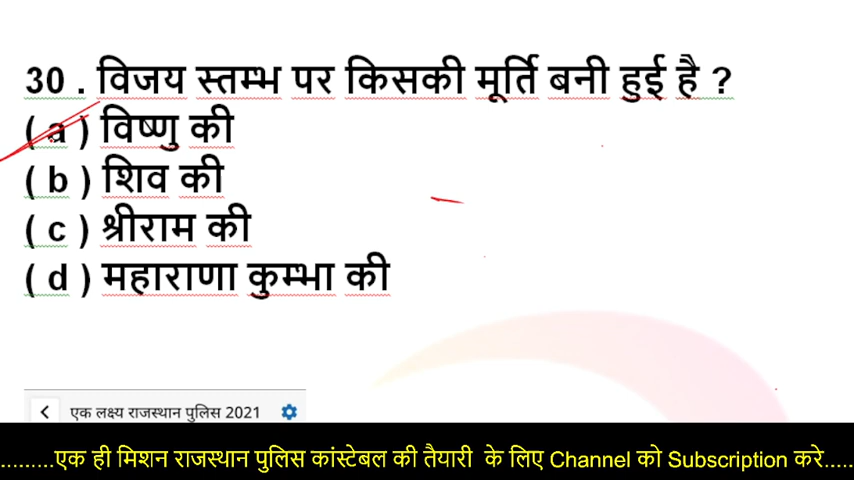 30 . विजय स्तम्भ पर किसकी मूर्ति बनी हुई है ?
( a ) विष्णु की
( b ) शिव की
( c ) श्रीराम की
( d ) महाराणा कुम्भा की
एक लक्ष्य राजस्थान पुलिस 2021
.........एक ही मिशन राजस्थान पुलिस कांस्टेबल की तैयारी के लिए Channel को Subscription करे.....